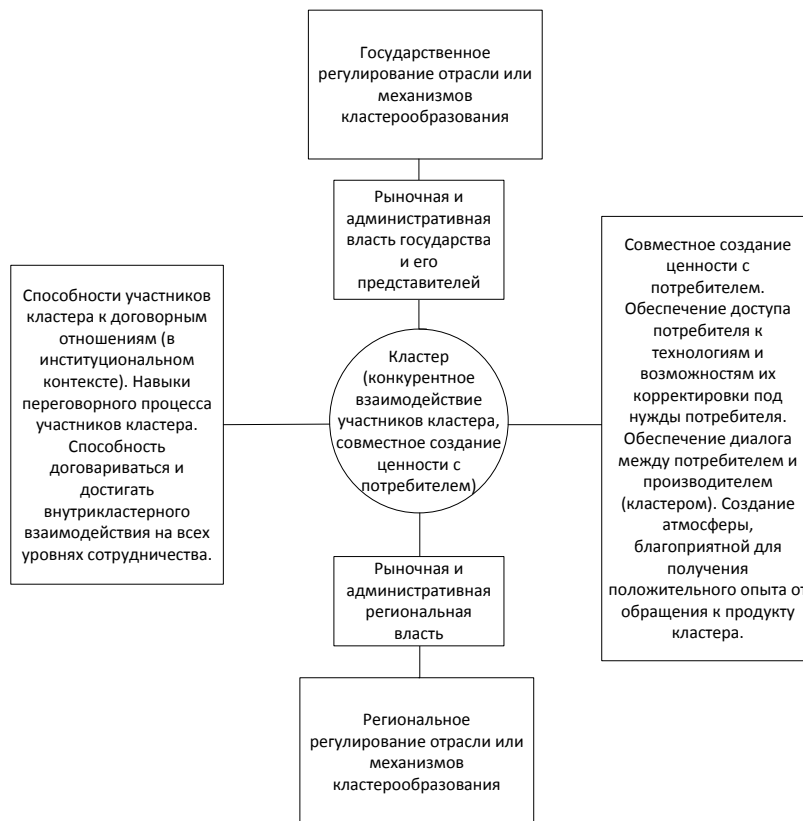 Государственное
регулирование отрасли или
механизмов
кластерообразования
Рыночная и
административная
власть государства
и его
представителей
Способности участников
кластера к договорным
отношениям (в
институциональном
контексте). Навыки
переговорного процесса
участников кластера.
Способность
договариваться и
достигать
внутрикластерного
взаимодействия на всех
уровнях сотрудничества.
Кластер
(конкурентное
взаимодействие
участников кластера,
совместное создание
ценности с
потребителем)
Совместное создание
ценности с
потребителем.
Обеспечение доступа
потребителя к
технологиям и
возможностям их
корректировки под
нужды потребителя.
Обеспечение диалога
между потребителем и
производителем
(кластером). Создание
атмосферы,
благоприятной для
получения
положительного опыта от
обращения к продукту
кластера.
Рыночная и
административная
региональная
власть
Региональное
регулирование отрасли или
механизмов
кластерообразования